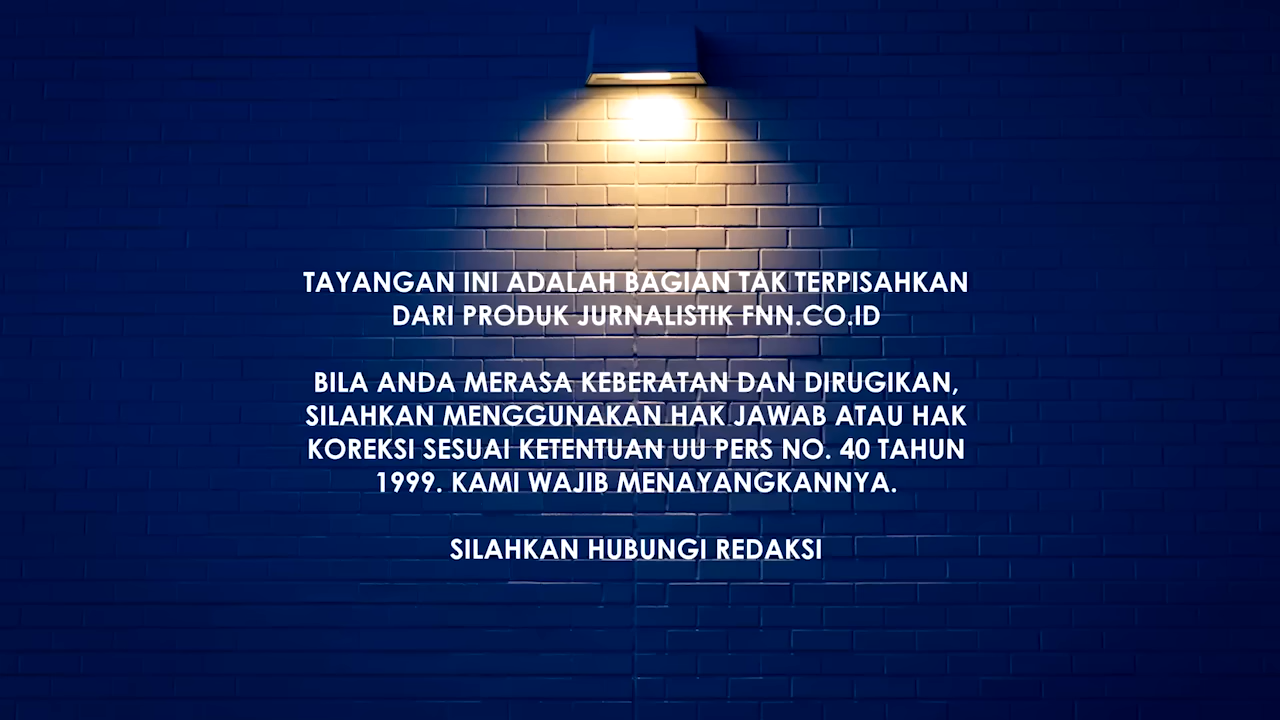 TAYANGAN INI ADALAH BAGIAN TAK TERPISAHKAN
DARI PRODUK JURNALISTIK FNN.CO.ID
BILA ANDA MERASA KEBERATAN DAN DIRUGIKAN,
SILAHKAN MENGGUNAKAN HAK JAWAB ATAU HAK
KOREKSI SESUAI KETENTUAN UU PERS NO. 40 TAHUN
1999. KAMI WAJIB MENAYANGKANNYA.
SILAHKAN HUBUNGI REDAKSI